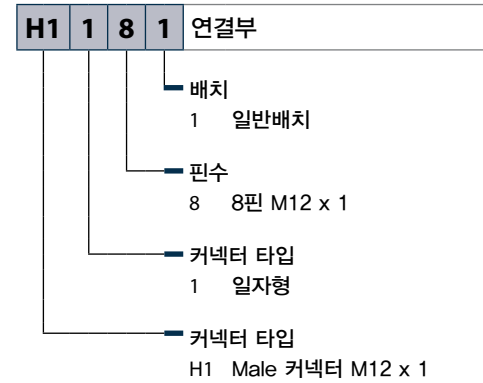 H1 1 8 1 연결부
배치
1 일반배치
핀수
8 8핀 M12 x 1
커넥터 타입
1 일자형
커넥터 타입
H1 Male 커넥터 M12 x 1